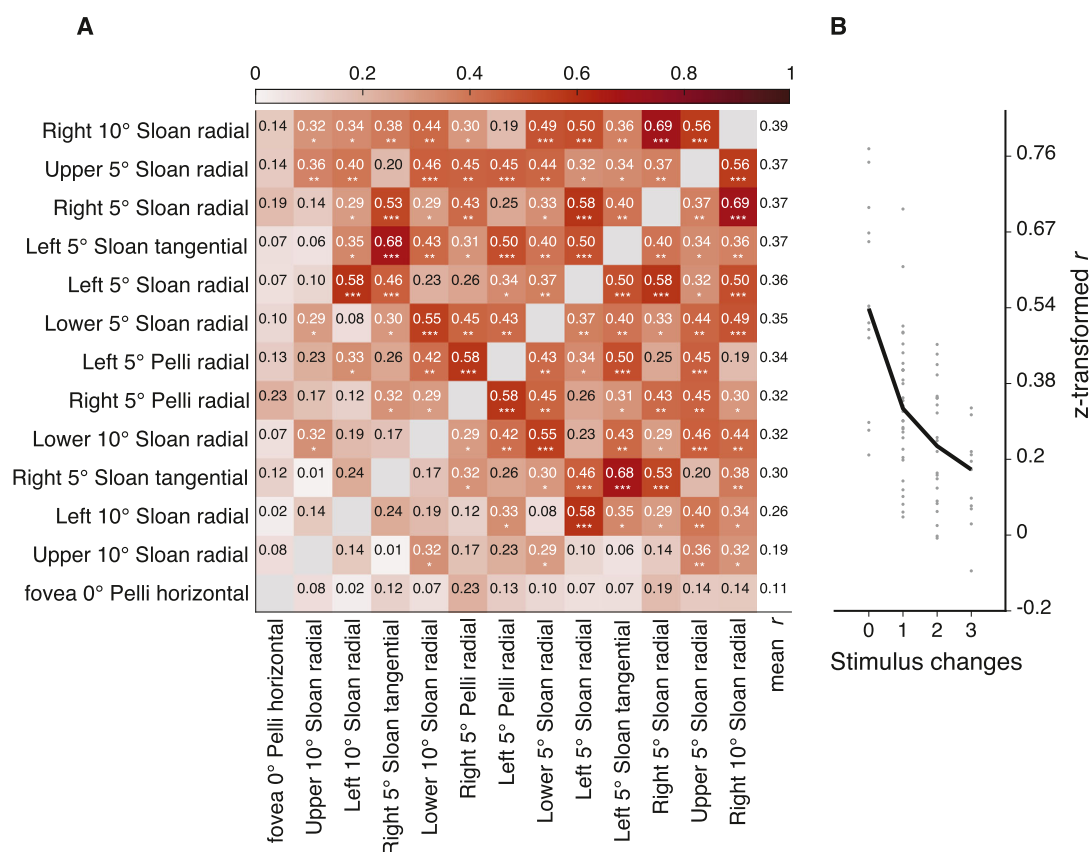 A
B
0 0.2 0.4 0.6 0.8 1
Right 10° Sloan radial 0.14 0.32 0.34 0.38 0.44 0.30 0.19 0.49 0.50 0.36 0.69 0.56 0.39
* * ** ** * *** *** ** *** ***
Upper 5° Sloan radial 0.14 0.36 0.40 0.20 0.46 0.45 0.45 0.44 0.32 0.34 0.37 0.56 0.37
** ** *** ** *** ** * * ** ***
Right 5° Sloan radial 0.19 0.14 0.29 0.53 0.29 0.43 0.25 0.33 0.58 0.40 0.37 0.69 0.37
* *** * ** * *** ** ** ***
Left 5° Sloan tangential 0.07 0.06 0.35 0.68 0.43 0.31 0.50 0.40 0.50 0.40 0.34 0.36 0.37
* *** ** * *** ** *** ** * **
Left 5° Sloan radial 0.07 0.10 0.58 0.46 0.23 0.26 0.34 0.37 0.50 0.58 0.32 0.50 0.36
*** *** * ** *** *** * ***
Lower 5° Sloan radial 0.10 0.29 0.08 0.30 0.55 0.45 0.43 0.37 0.40 0.33 0.44 0.49 0.35
* * *** ** ** ** ** * ** ***
Left 5° Pelli radial 0.13 0.23 0.33 0.26 0.42 0.58 0.43 0.34 0.50 0.25 0.45 0.19 0.34
* ** *** ** * *** ***
Right 5° Pelli radial 0.23 0.17 0.12 0.32 0.29 0.58 0.45 0.26 0.31 0.43 0.45 0.30 0.32
* * *** ** * ** ** *
Lower 10° Sloan radial 0.07 0.32 0.19 0.17 0.29 0.42 0.55 0.23 0.43 0.29 0.46 0.44 0.32
* * ** *** ** * *** **
Right 5° Sloan tangential 0.12 0.01 0.24 0.17 0.32 0.26 0.30 0.46 0.68 0.53 0.20 0.38 0.30
* * *** *** *** **
Left 10° Sloan radial 0.02 0.14 0.24 0.19 0.12 0.33 0.08 0.58 0.35 0.29 0.40 0.34 0.26
* *** * * ** *
Upper 10° Sloan radial 0.08 0.14 0.01 0.32 0.17 0.23 0.29 0.10 0.06 0.14 0.36 0.32 0.19
* * ** *
fovea 0° Pelli horizontal 0.08 0.02 0.12 0.07 0.23 0.13 0.10 0.07 0.07 0.19 0.14 0.14 0.11
fovea 0° Pelli horizontal
Upper 10° Sloan radial
Left 10° Sloan radial
Right 5° Sloan tangential
Lower 10° Sloan radial
Right 5° Pelli radial
Left 5° Pelli radial
Lower 5° Sloan radial
Left 5° Sloan radial
Left 5° Sloan tangential
Right 5° Sloan radial
Upper 5° Sloan radial
Right 10° Sloan radial
mean r
0.76
0.67
0.54
0.38
0.2
0
-0.2
z-transformed r
0 1 2 3
Stimulus changes